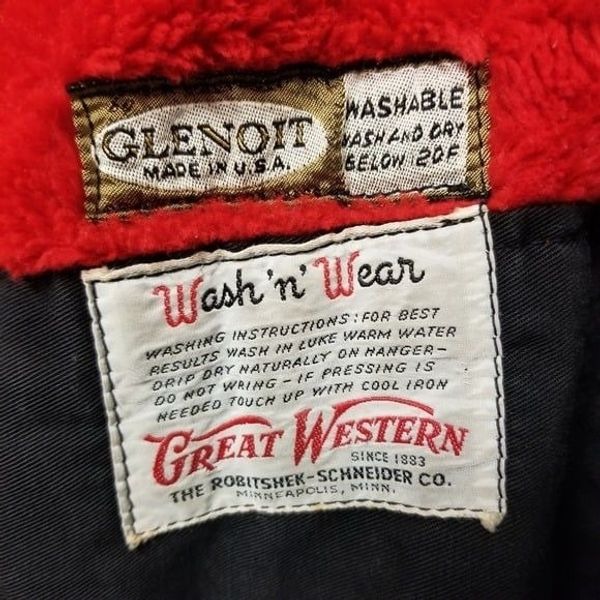 GLENOIT
MADE IN U.S.A.
WASHABLE
WASH AND DRY
BELOW 20F
Wash 'n' Wear
WASHING INSTRUCTIONS: FOR BEST
RESULTS WASH IN LUKE WARM WATER
DRIP DRY NATURALLY ON HANGER-
DO NOT WRING - IF PRESSING IS
NEEDED TOUCH UP WITH COOL IRON
GREAT WESTERN
SINCE 1883
THE ROBITSHEK-SCHNEIDER CO.
MINNEAPOLIS, MINN.